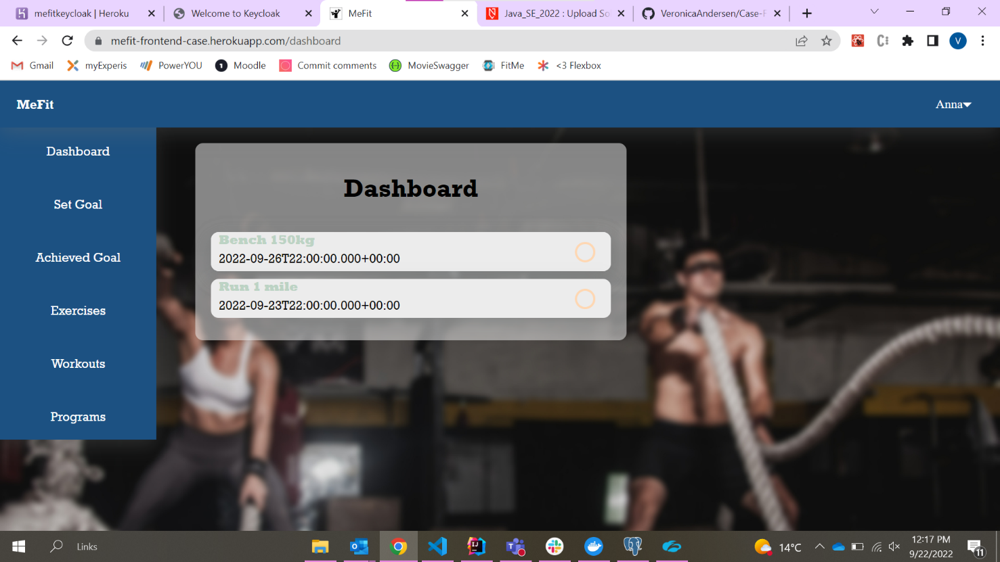 mefitkeycloak | Heroku
Welcome to Keycloak
MeFit
Java_SE_2022 : Upload So
VeronicaAndersen/Case-F
mefit-frontend-case.herokuapp.com/dashboard
V
Gmail
myExperis
PowerYOU
Moodle
Commit comments
MovieSwagger
FitMe
<3 Flexbox
MeFit
Anna
Dashboard
Set Goal
Achieved Goal
Exercises
Workouts
Programs
Dashboard
Bench 150kg
2022-09-26T22:00:00.000+00:00
Run 1 mile
2022-09-23T22:00:00.000+00:00
Links
14°C
12:17 PM
9/22/2022
11